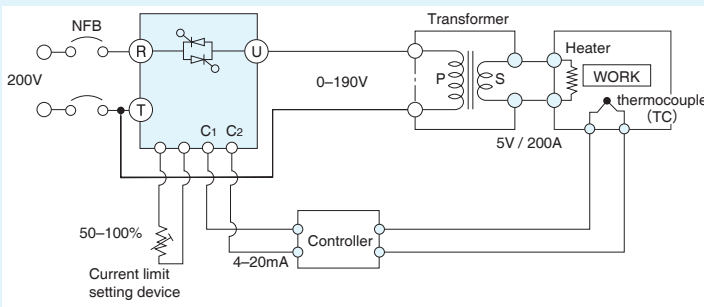 NFB
Transformer
R
U
Heater
200V
0–190V
P
S
WORK
T
thermocouple
(TC)
C1 C2
5V / 200A
50–100%
Controller
4–20mA
Current limit
setting device